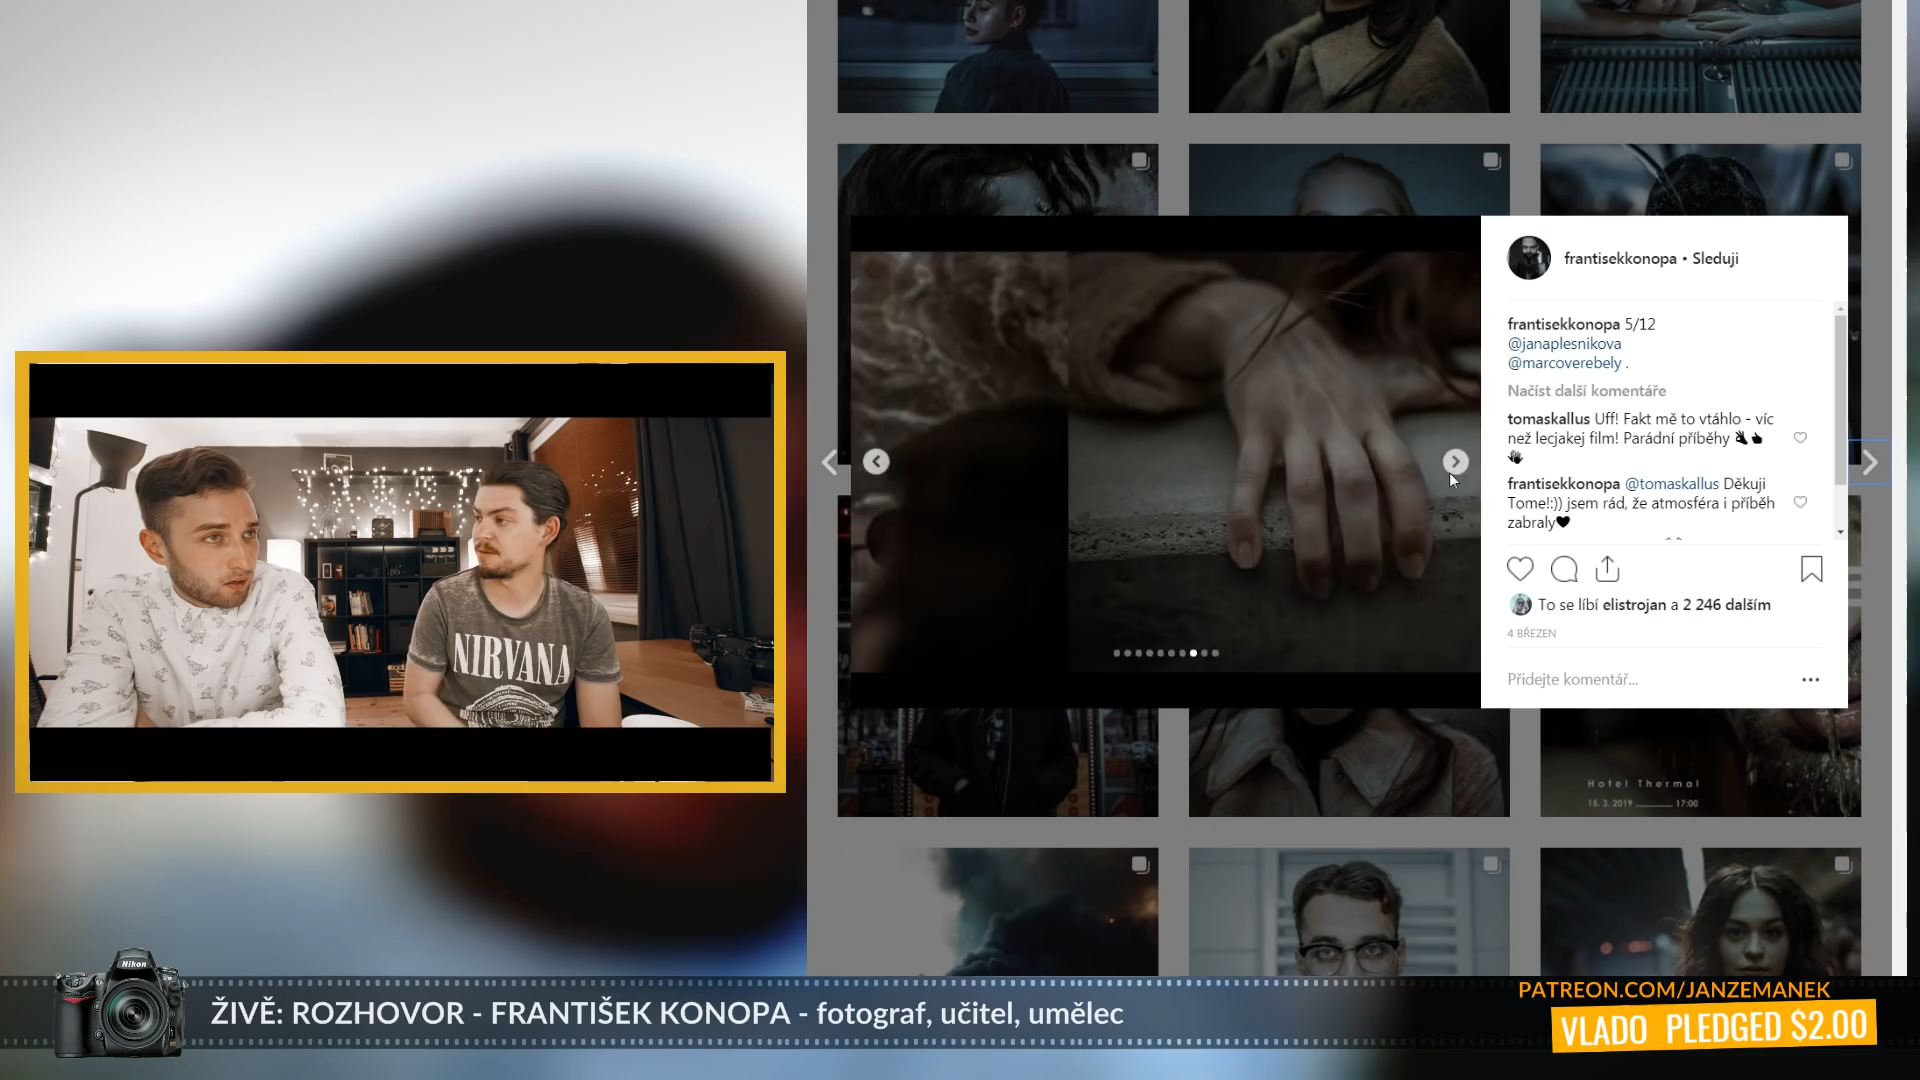 NIRVANA
frantisekkonopa • Sleduji
frantisekkonopa 5/12
@janaplesnikova
@marcoverebely .
Načíst další komentáře
tomaskallus Uff! Fakt mě to vtáhlo - víc
než lecjakej film! Parádní příběhy
frantisekkonopa @tomaskallus Děkuji
Tome!:)) jsem rád, že atmosféra i příběh
zabraly🖤
To se líbí elistrojan a 2 246 dalším
4 BŘEZEN
Přidejte komentář...
Hotel Thermal
15. 3. 2019 17:00
Nikon
ŽIVĚ: ROZHOVOR - FRANTIŠEK KONOPA - fotograf, učitel, umělec
PATREON.COM/JANZEMANEK
VLADO PLEDGED $2.00